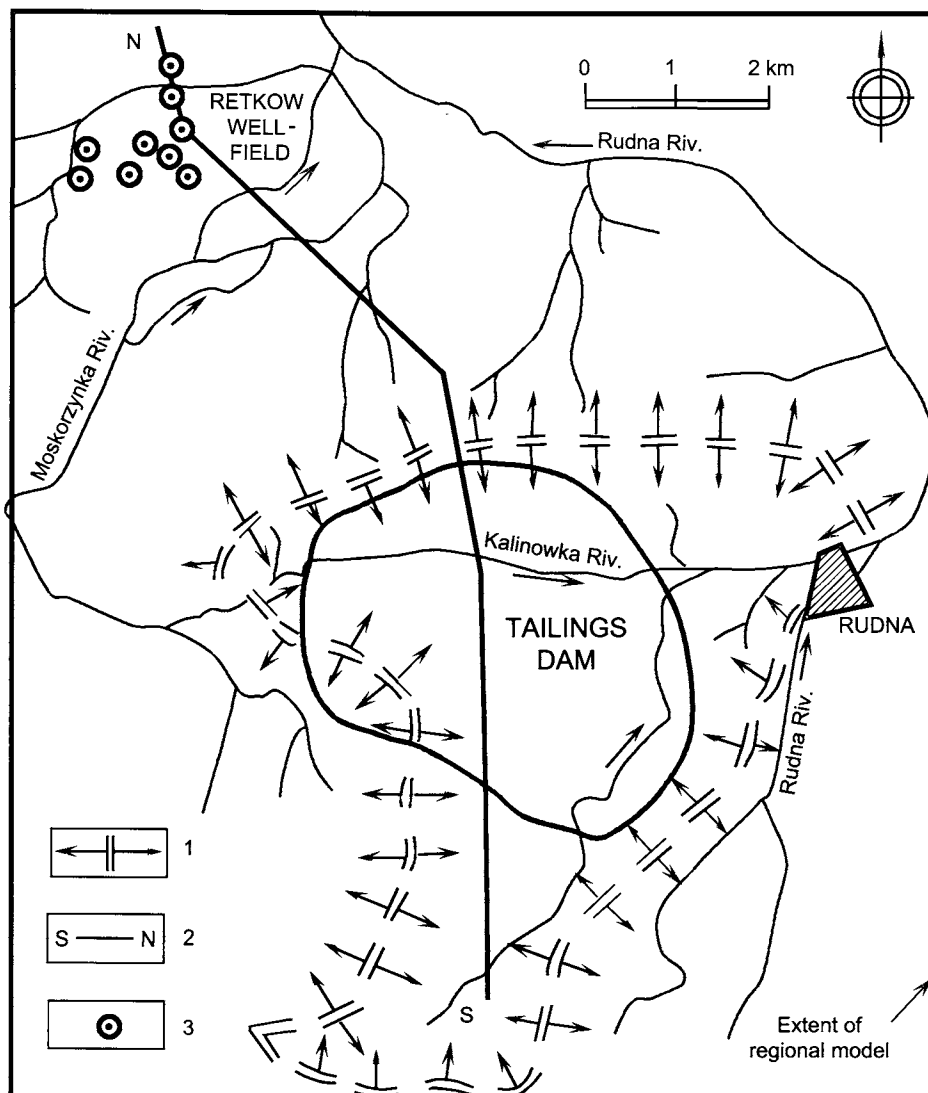 N
RETKOW
WELL-
FIELD
0 1 2 km
Rudna Riv.
Moskorzynka Riv.
Kalinowka Riv.
TAILINGS
DAM
RUDNA
Rudna Riv.
1
S N 2
3
S
Extent of
regional model